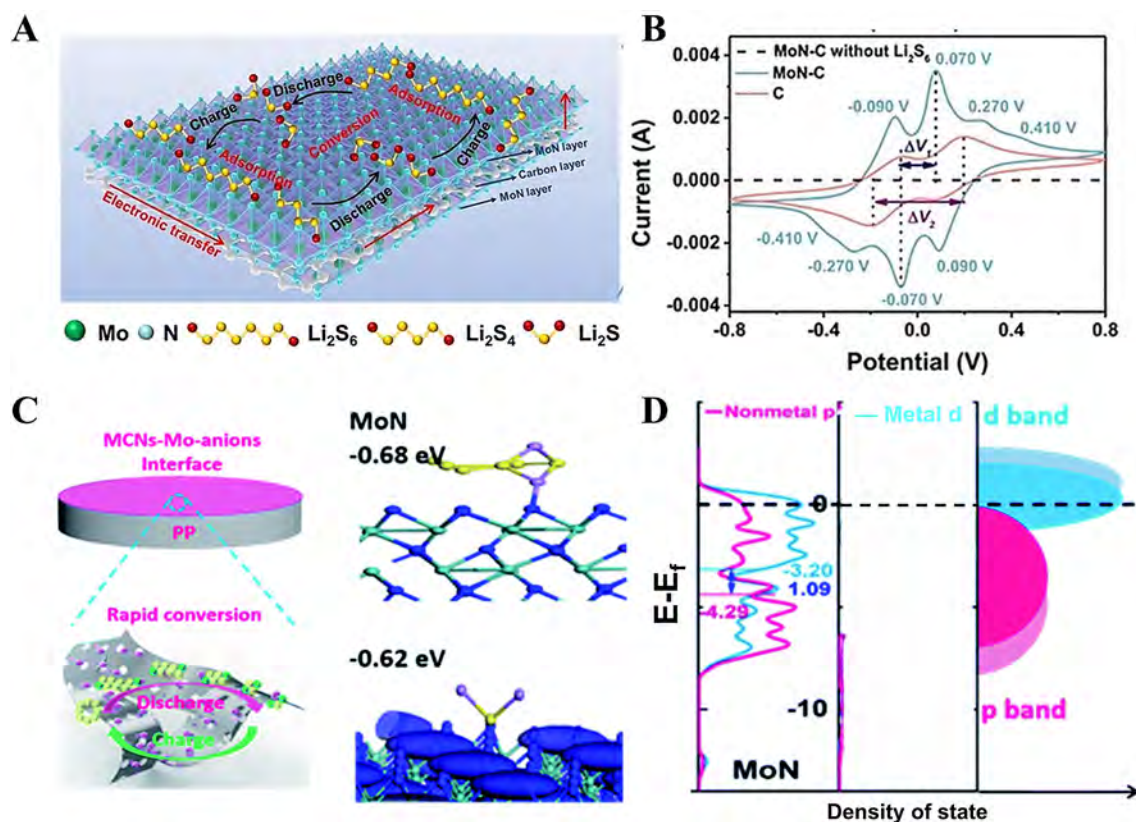 A
Discharge
Adsorption
Charge
Conversion
Adsorption
Charge
Discharge
Electronic transfer
MoN layer
Carbon layer
MoN layer
Mo N Li₂S₆ Li₂S₄ Li₂S
B
MoN-C without Li₂S₆
MoN-C
C
0.070 V
-0.090 V
0.270 V
0.410 V
ΔV₁
ΔV₂
-0.410 V
-0.270 V
-0.070 V
0.090 V
0.004
0.002
0.000
-0.002
-0.004
Current (A)
-0.8 -0.4 0.0 0.4 0.8
Potential (V)
C
MCNs-Mo-anions
Interface
PP
Rapid conversion
Discharge
Charge
MoN
-0.68 eV
-0.62 eV
D
Nonmetal p
Metal d
d band
0
-3.20
1.09
-4.29
-10
E-Ef
p band
MoN
Density of state